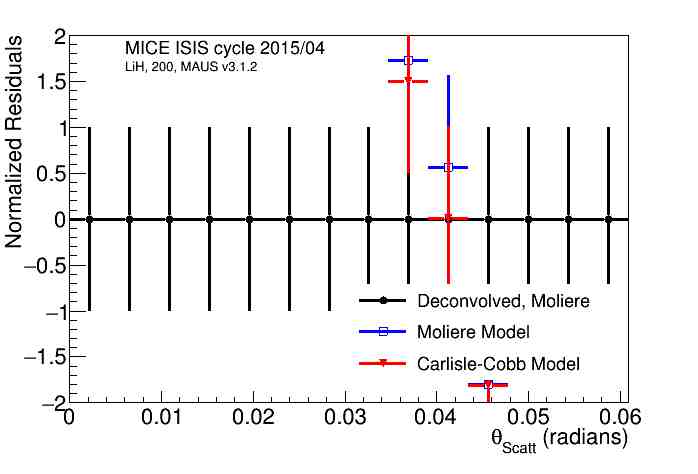 MICE ISIS cycle 2015/04
LiH, 200, MAUS v3.1.2
Normalized Residuals
2
1.5
1
0.5
0
−0.5
−1
−1.5
−2
Deconvolved, Moliere
Moliere Model
Carlisle-Cobb Model
0 0.01 0.02 0.03 0.04 0.05 0.06
θScatt (radians)